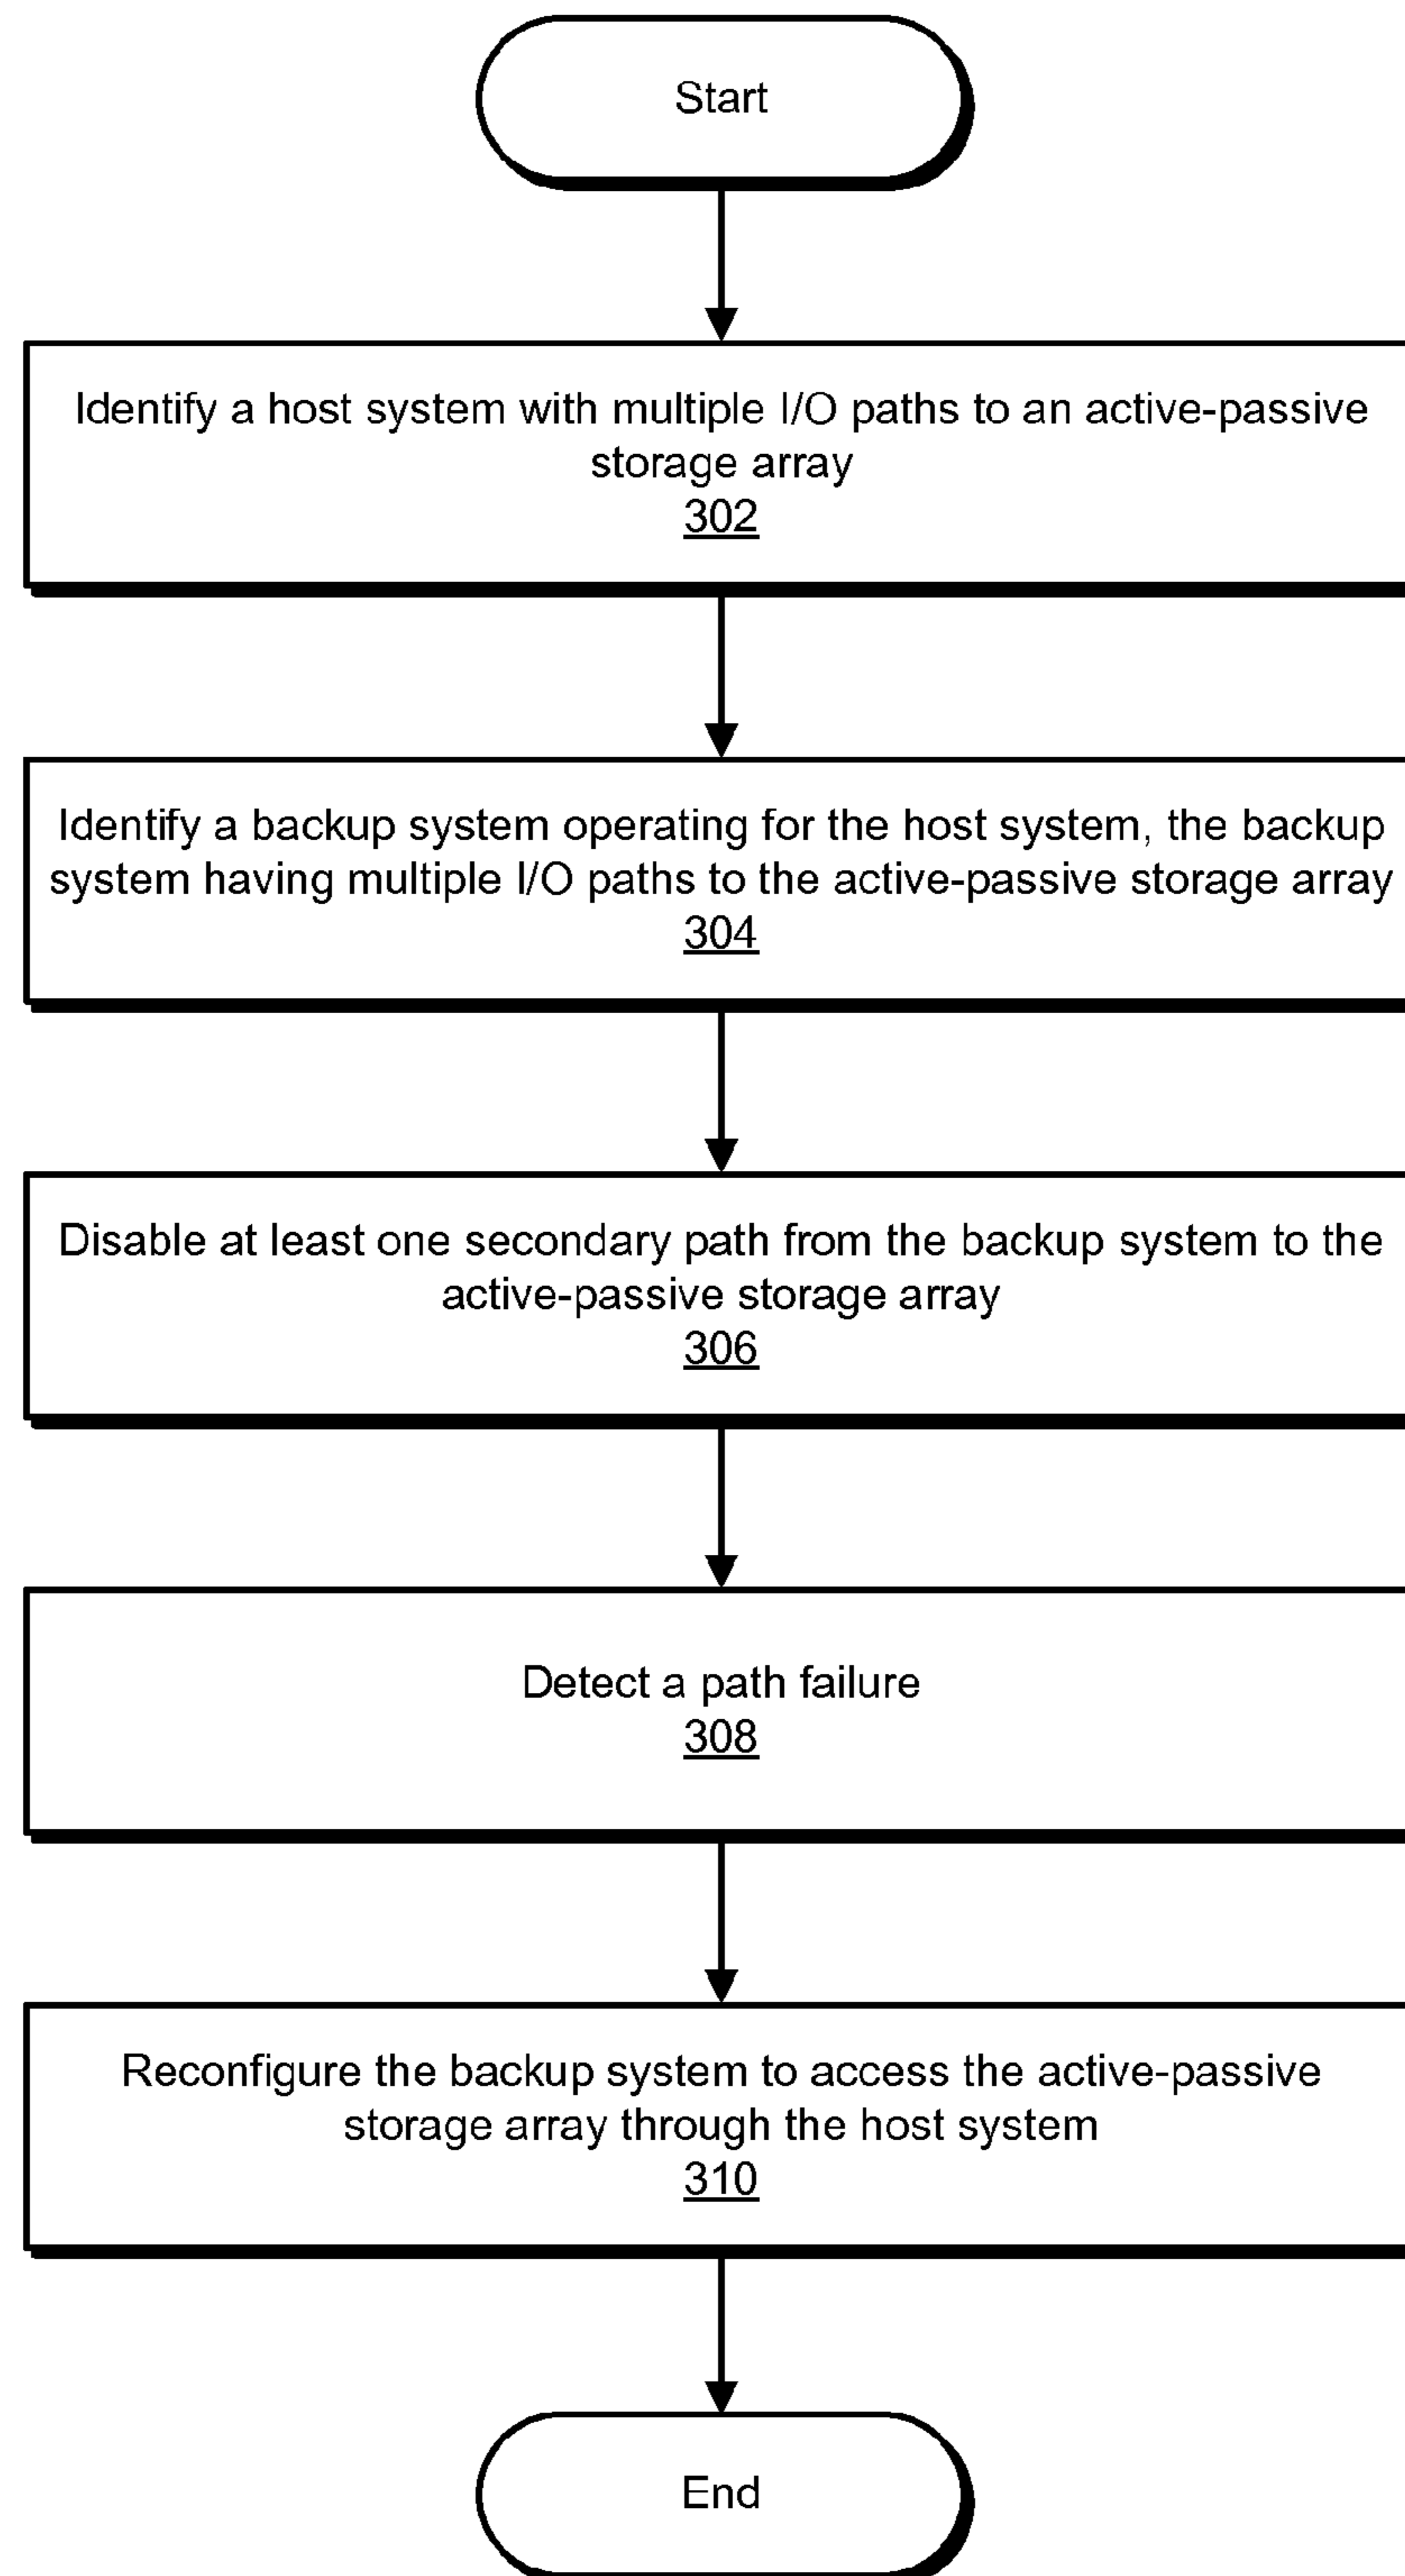 Start
Identify a host system with multiple I/O paths to an active-passive
storage array
302
Identify a backup system operating for the host system, the backup
system having multiple I/O paths to the active-passive storage array
304
Disable at least one secondary path from the backup system to the
active-passive storage array
306
Detect a path failure
308
Reconfigure the backup system to access the active-passive
storage array through the host system
310
End